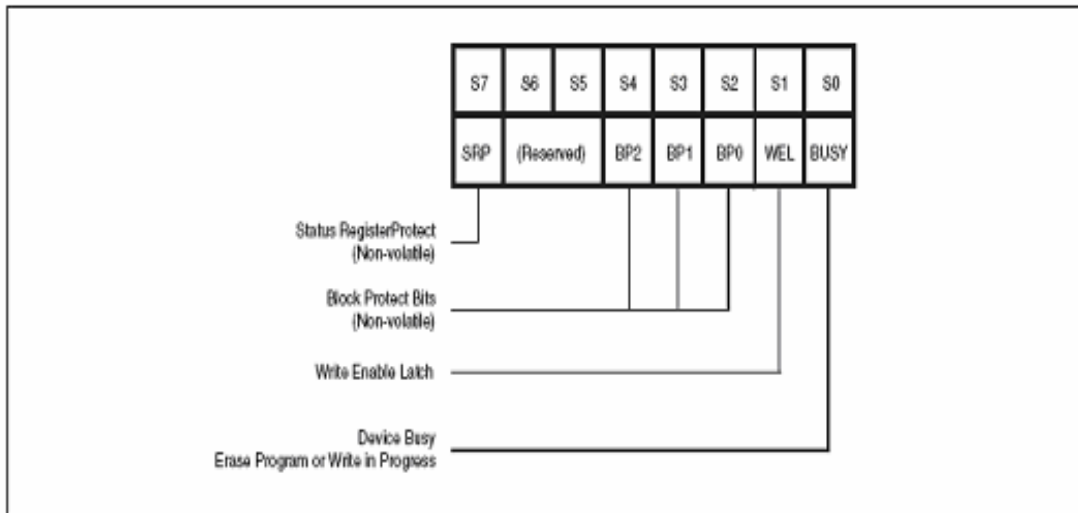 S7 S6 S5 S4 S3 S2 S1 S0
SRP (Reserved) BP2 BP1 BP0 WEL BUSY
Status RegisterProtect
(Non-volatile)
Block Protect Bits
(Non-volatile)
Write Enable Latch
Device Busy
Erase Program or Write in Progress